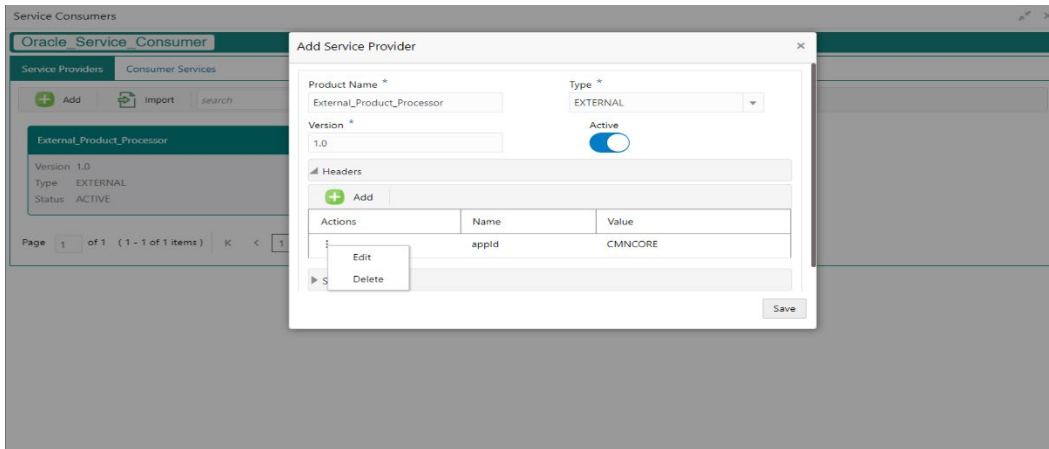 Service Consumers
Oracle_Service_Consumer
Service Providers Consumer Services
Add Import search
External_Product_Processor
Version 1.0
Type EXTERNAL
Status ACTIVE
Page 1 of 1 (1 - 1 of 1 items) K < 1
Add Service Provider ×
Product Name * Type *
External_Product_Processor EXTERNAL
Version * Active
1.0
Headers
Add
Actions Name Value
appId CMNCORE
Edit
S
Delete
Save